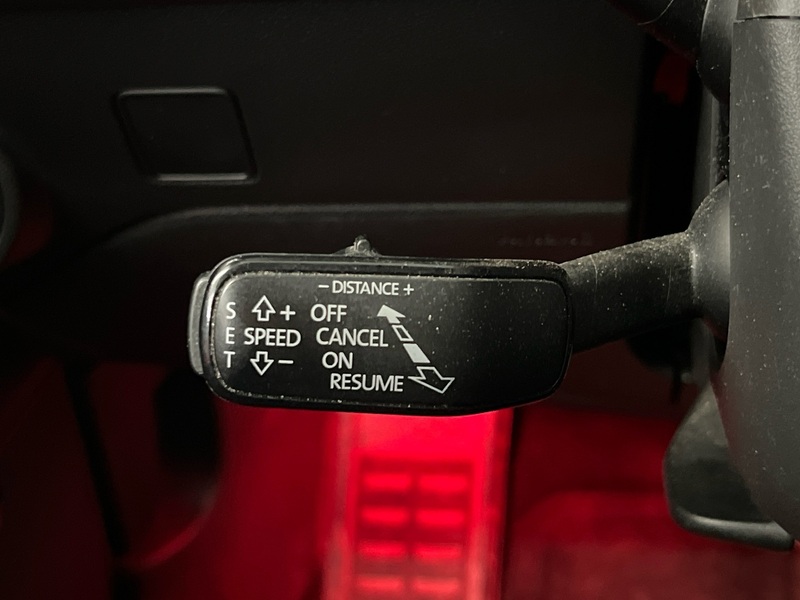 − DISTANCE +
S + OFF
E SPEED CANCEL
T − ON
RESUME